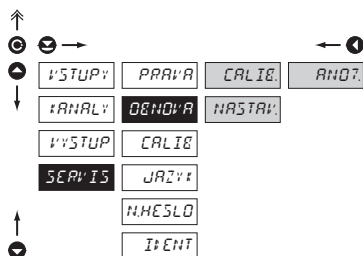 VSTUPY PRAVA CALIB. ANO?
KANALY OBNOVA NASTAV.
VYSTUP CALIB
SERVIS JAZYK
N.HESLO
IDENT